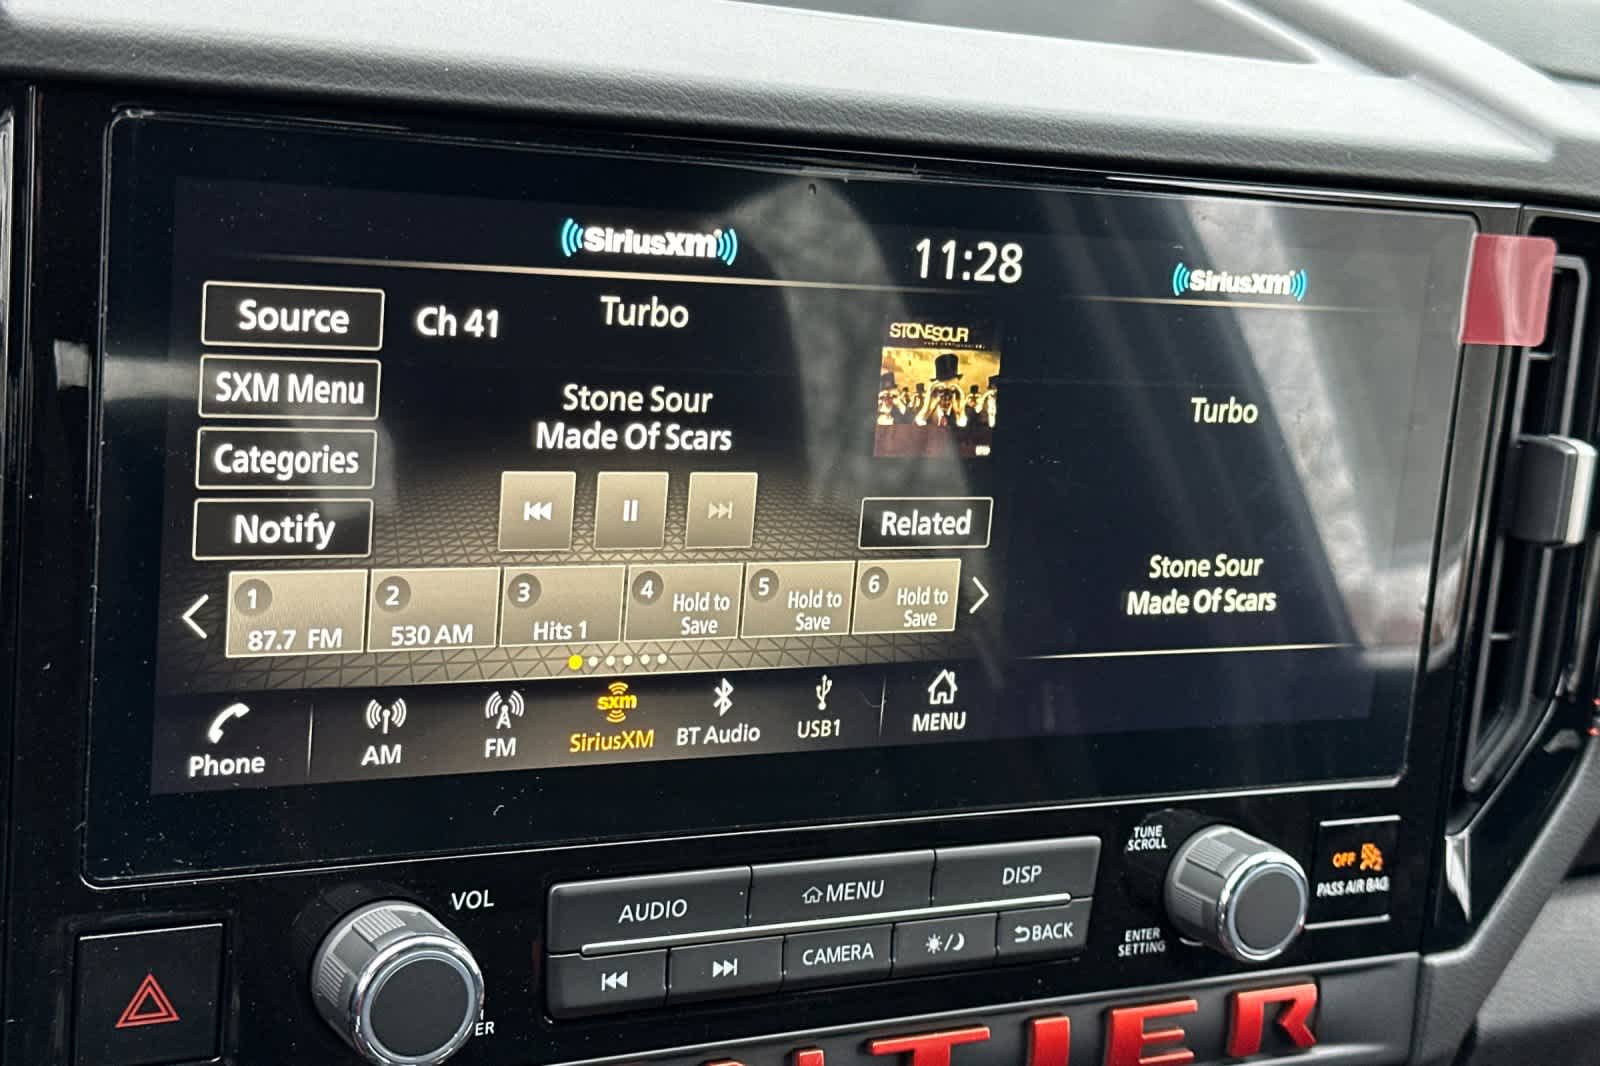 SiriusXM
11:28
SiriusXM
Source
Ch 41
Turbo
STONESOUR
SXM Menu
Stone Sour
Made Of Scars
Turbo
Categories
Notify
Related
Stone Sour
Made Of Scars
1
87.7 FM
2
530 AM
3
Hits 1
4
Hold to
Save
5
Hold to
Save
6
Hold to
Save
Phone
AM
FM
sxm
SiriusXM
BT Audio
USB1
MENU
VOL
AUDIO
MENU
DISP
TUNE
SCROLL
OFF
PASS AIR BAG
CAMERA
BACK
ENTER
SETTING
ER
TIER